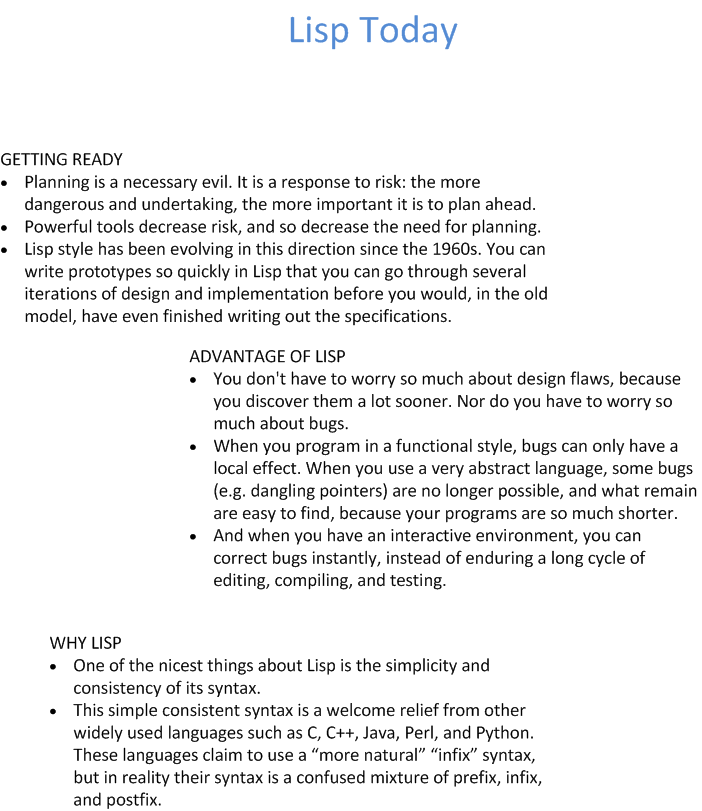 Lisp Today
GETTING READY
• Planning is a necessary evil. It is a response to risk: the more
dangerous and undertaking, the more important it is to plan ahead.
• Powerful tools decrease risk, and so decrease the need for planning.
• Lisp style has been evolving in this direction since the 1960s. You can
write prototypes so quickly in Lisp that you can go through several
iterations of design and implementation before you would, in the old
model, have even finished writing out the specifications.
ADVANTAGE OF LISP
• You don't have to worry so much about design flaws, because
you discover them a lot sooner. Nor do you have to worry so
much about bugs.
• When you program in a functional style, bugs can only have a
local effect. When you use a very abstract language, some bugs
(e.g. dangling pointers) are no longer possible, and what remain
are easy to find, because your programs are so much shorter.
• And when you have an interactive environment, you can
correct bugs instantly, instead of enduring a long cycle of
editing, compiling, and testing.
WHY LISP
• One of the nicest things about Lisp is the simplicity and
consistency of its syntax.
• This simple consistent syntax is a welcome relief from other
widely used languages such as C, C++, Java, Perl, and Python.
These languages claim to use a “more natural” “infix” syntax,
but in reality their syntax is a confused mixture of prefix, infix,
and postfix.